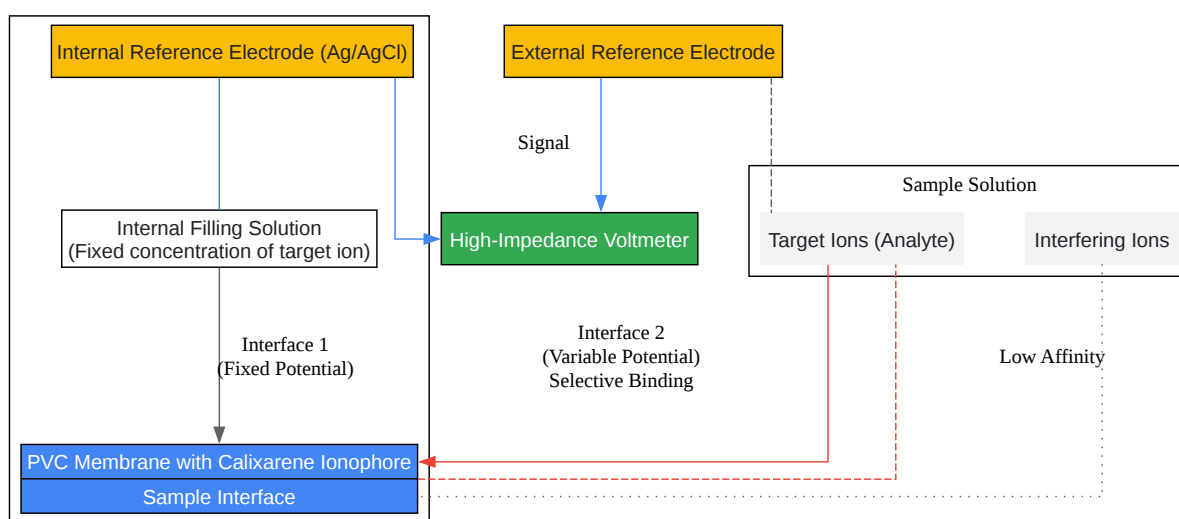 Internal Reference Electrode (Ag/AgCl)
External Reference Electrode
Signal
Sample Solution
Internal Filling Solution
(Fixed concentration of target ion)
High-Impedance Voltmeter
Target Ions (Analyte)
Interfering Ions
Interface 1
(Fixed Potential)
Interface 2
(Variable Potential)
Selective Binding
Low Affinity
PVC Membrane with Calixarene Ionophore
Sample Interface